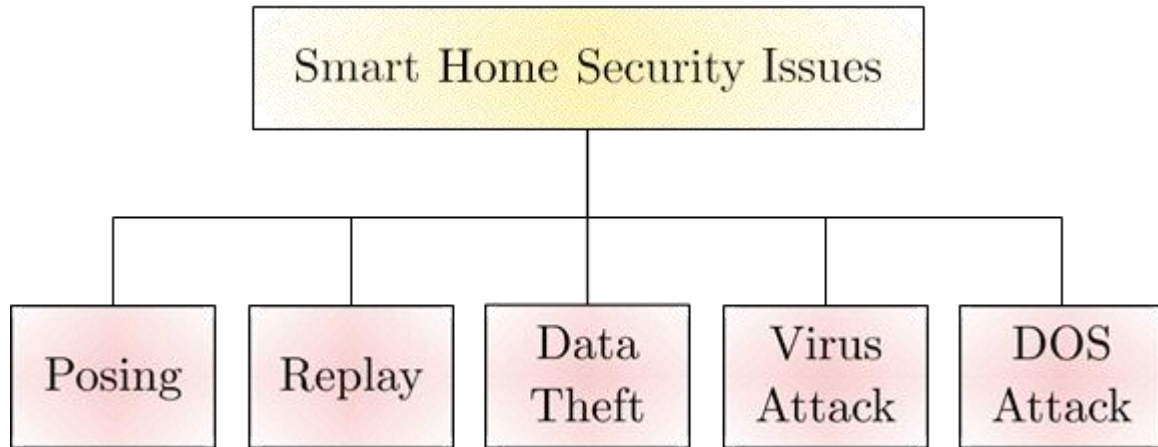 Smart Home Security Issues
Posing
Replay
Data
Theft
Virus
Attack
DOS
Attack